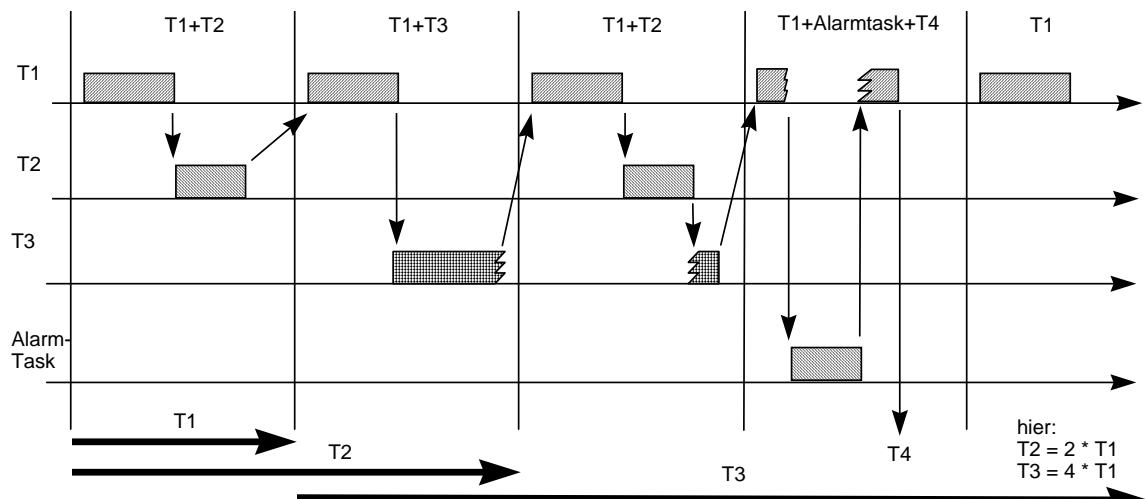 T1+T2
T1+T3
T1+T2
T1+Alarmtask+T4
T1
T1
T2
T3
Alarm-
Task
T1
T2
T3
T4
hier:
T2 = 2 * T1
T3 = 4 * T1